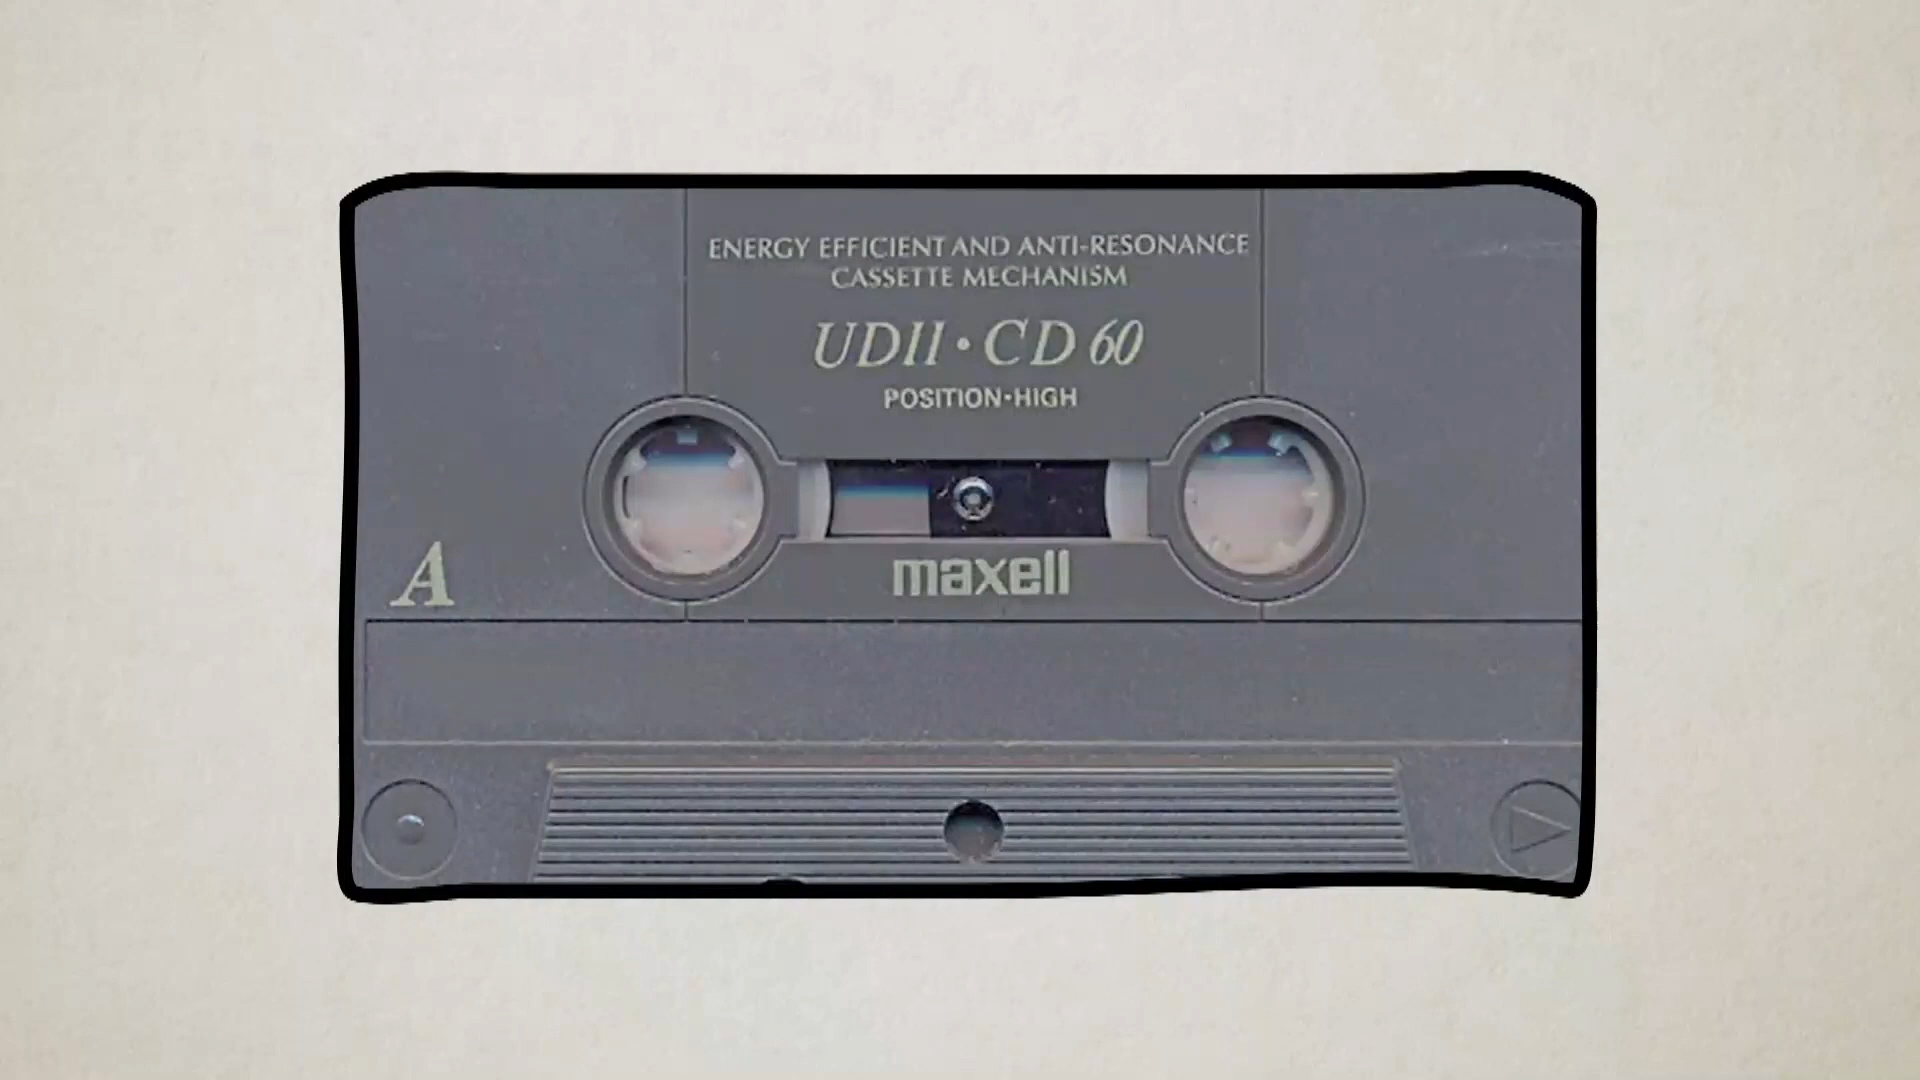 ENERGY EFFICIENT AND ANTI-RESONANCE
CASSETTE MECHANISM
UDII・CD 60
POSITION・HIGH
maxell
A